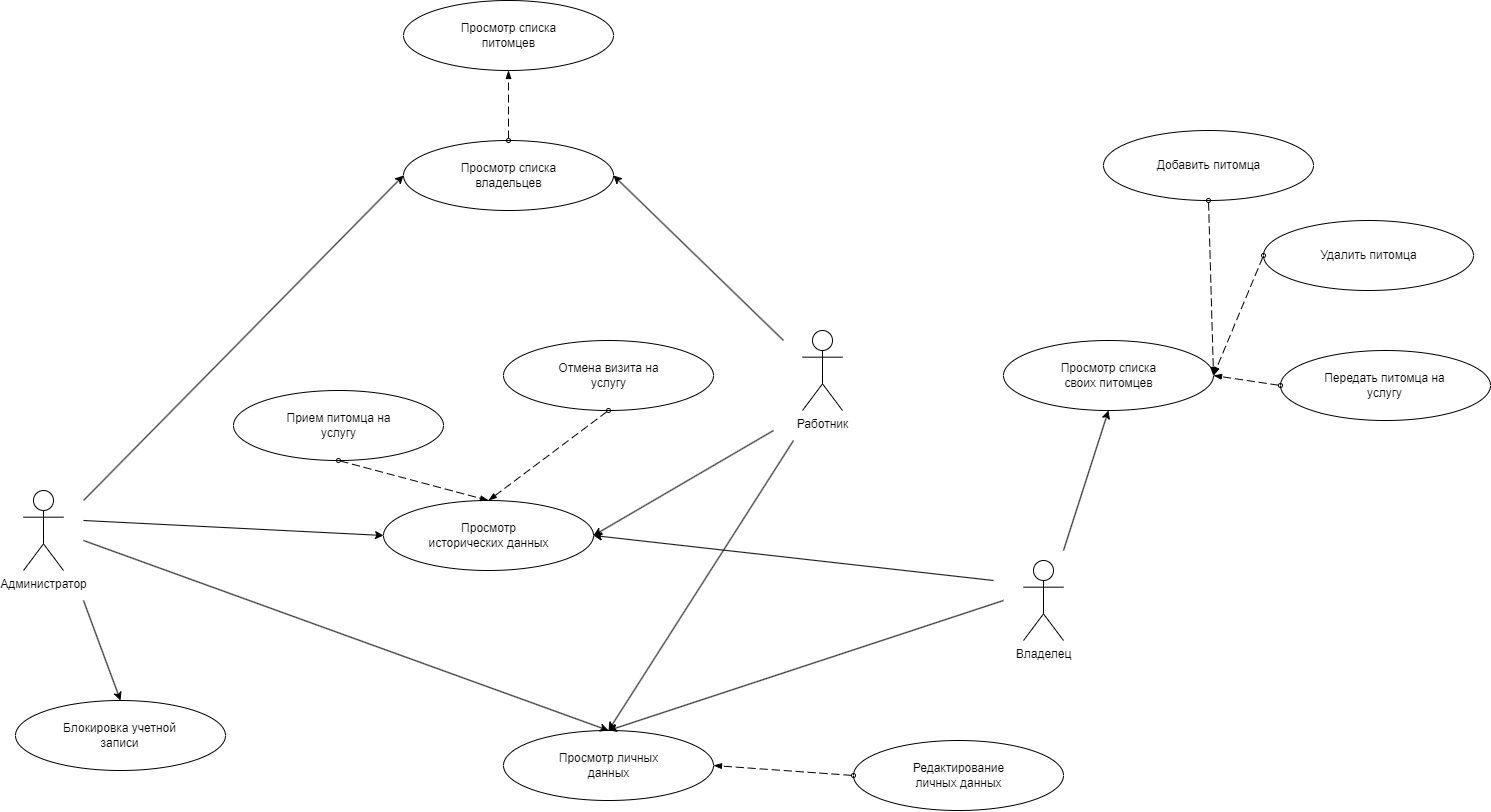 Просмотр списка
питомцев
Просмотр списка
владельцев
Добавить питомца
Удалить питомца
Отмена визита на
услугу
Просмотр списка
своих питомцев
Передать питомца на
услугу
Прием питомца на
услугу
Работник
Просмотр
исторических данных
Администратор
Владелец
Блокировка учетной
записи
Просмотр личных
данных
Редактирование
личных данных